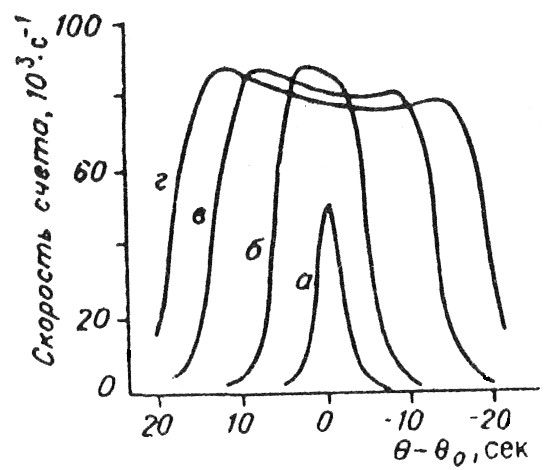 100
60
20
0
Скорость счета, 10³·с⁻¹
г
в
б
а
20 10 0 -10 -20
θ-θ₀, сек